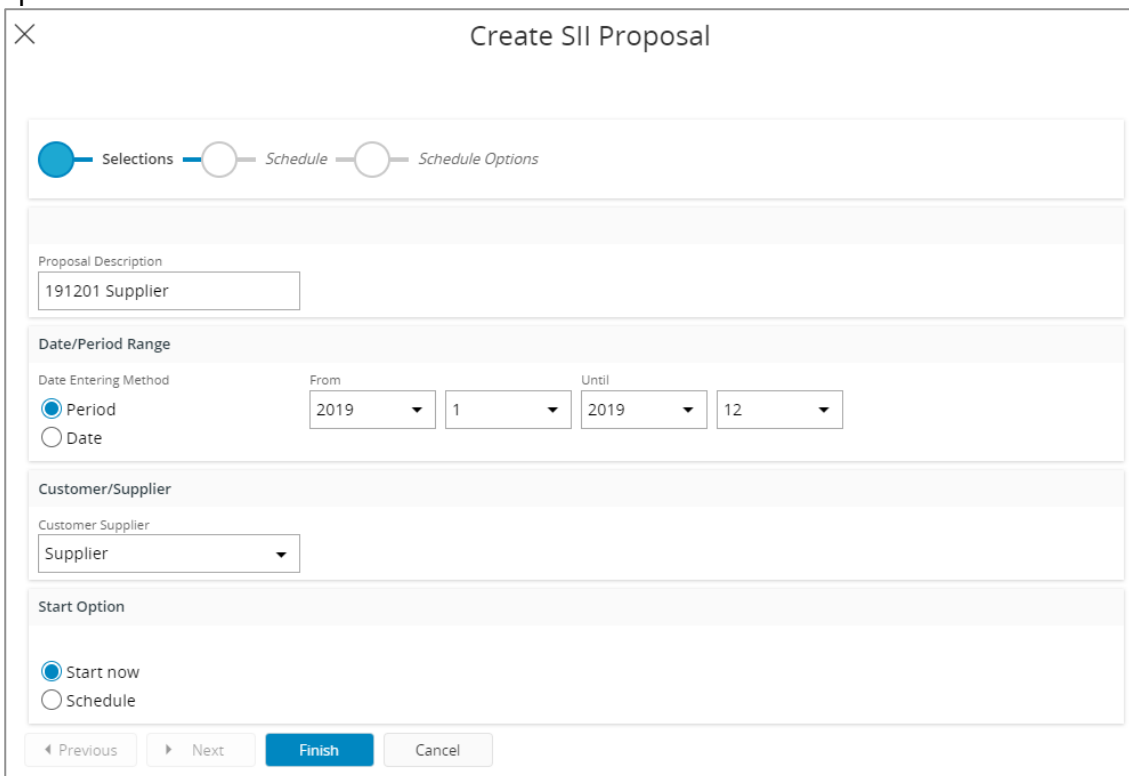 Create SII Proposal
Selections Schedule Schedule Options
Proposal Description
191201 Supplier
Date/Period Range
Date Entering Method From Until
Period 2019 1 2019 12
Date
Customer/Supplier
Customer Supplier
Supplier
Start Option
Start now
Schedule
Previous Next Finish Cancel